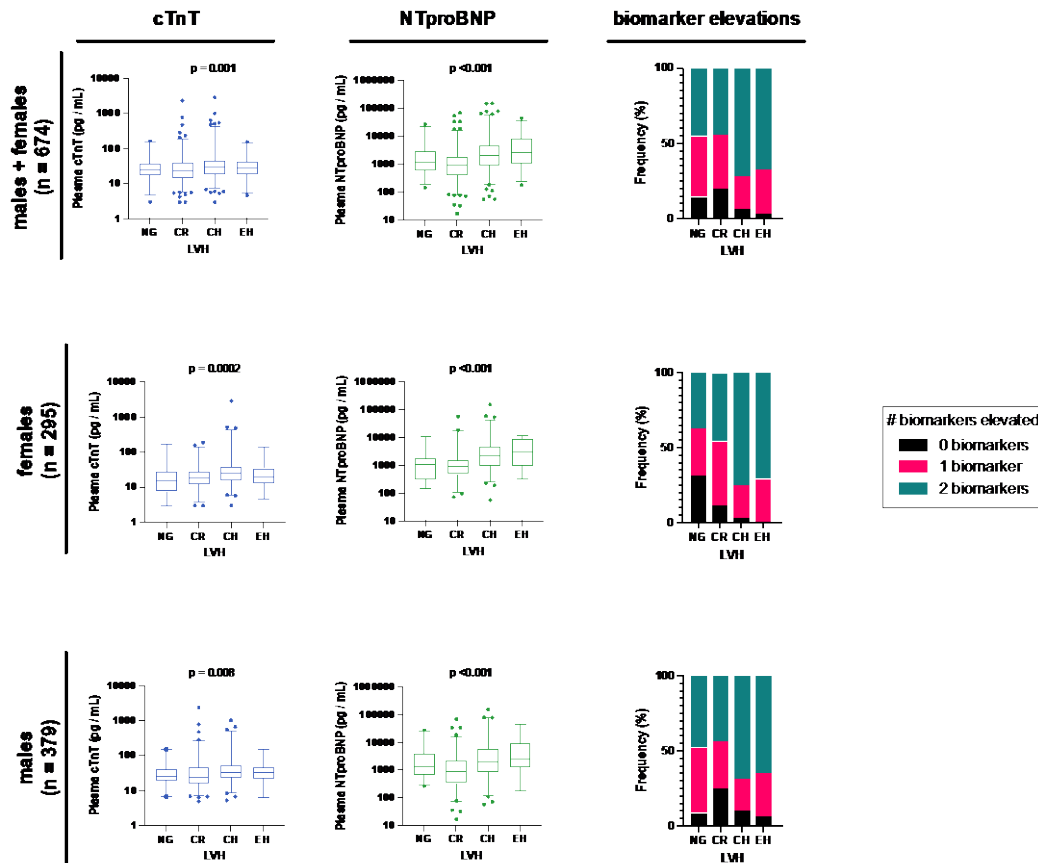 cTnT
NTproBNP
biomarker elevations
males + females
(n = 674)
p = 0.001
Plasma cTnT (pg / mL)
10000
1000
100
10
1
NG CR CH EH
LVH
p <0.001
Plasma NTproBNP (pg / mL)
1000000
100000
10000
1000
100
10
NG CR CH EH
LVH
Frequency (%)
100
50
0
NG CR CH EH
LVH
females
(n = 295)
p = 0.0002
Plasma cTnT (pg / mL)
10000
1000
100
10
1
NG CR CH EH
LVH
p <0.001
Plasma NTproBNP (pg / mL)
1000000
100000
10000
1000
100
10
NG CR CH EH
LVH
Frequency (%)
100
50
0
NG CR CH EH
LVH
# biomarkers elevated
0 biomarkers
1 biomarker
2 biomarkers
males
(n = 379)
p = 0.008
Plasma cTnT (pg / mL)
10000
1000
100
10
1
NG CR CH EH
LVH
p <0.001
Plasma NTproBNP (pg / mL)
1000000
100000
10000
1000
100
10
NG CR CH EH
LVH
Frequency (%)
100
50
0
NG CR CH EH
LVH